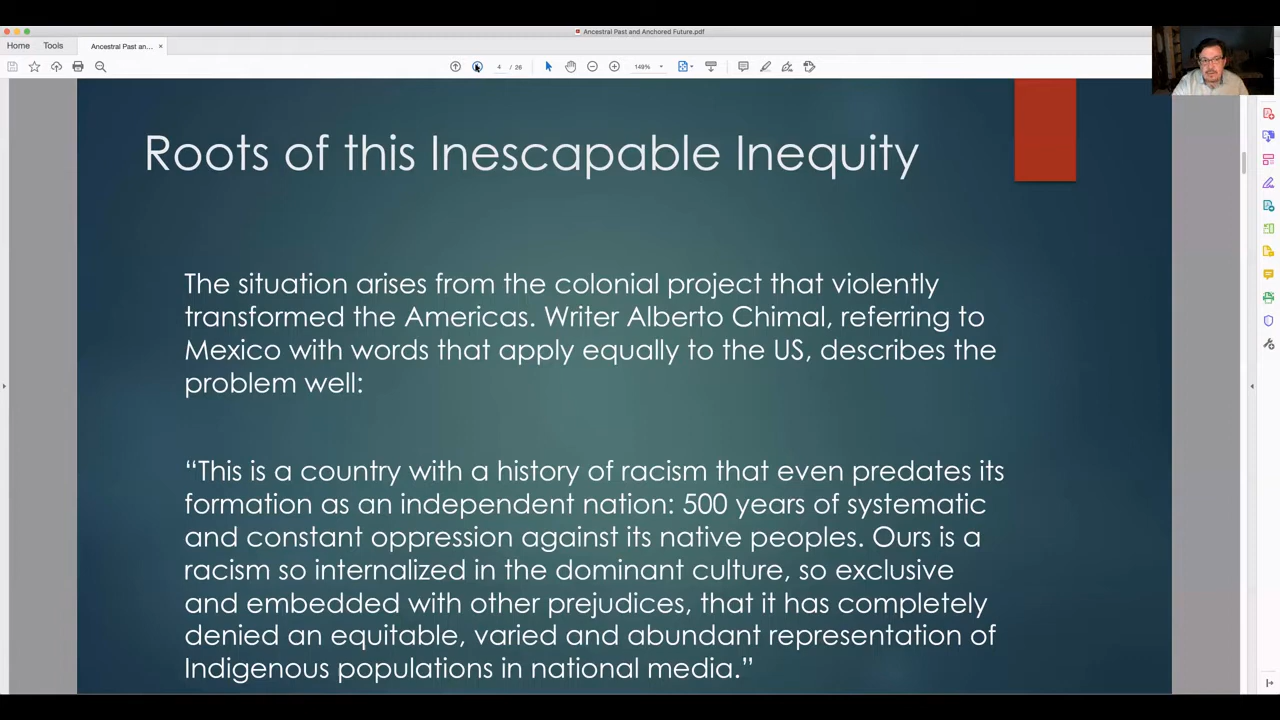 Ancestral Past and Anchored Future.pdf
Home Tools Ancestral Past an... ×
4 / 26 149%
Roots of this Inescapable Inequity
The situation arises from the colonial project that violently
transformed the Americas. Writer Alberto Chimal, referring to
Mexico with words that apply equally to the US, describes the
problem well:
“This is a country with a history of racism that even predates its
formation as an independent nation: 500 years of systematic
and constant oppression against its native peoples. Ours is a
racism so internalized in the dominant culture, so exclusive
and embedded with other prejudices, that it has completely
denied an equitable, varied and abundant representation of
Indigenous populations in national media.”